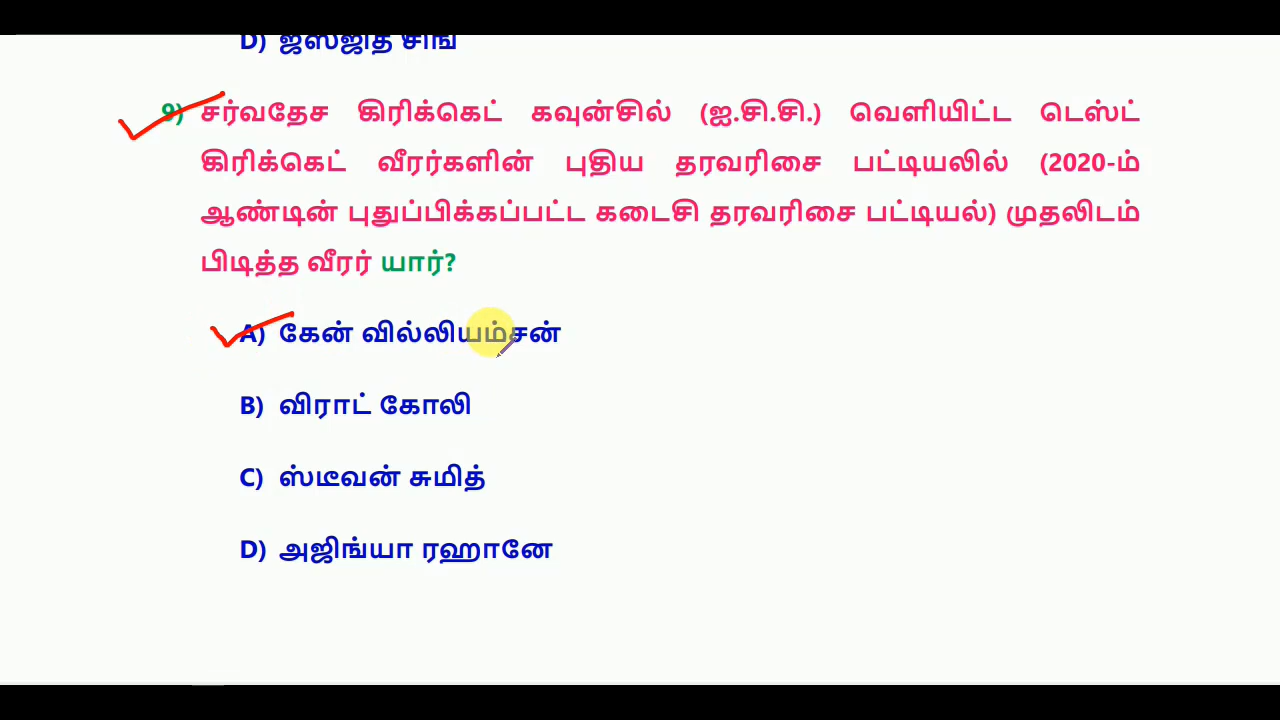 D) ஜஸ்ஜித் சிங்
9) சர்வதேச கிரிக்கெட் கவுன்சில் (ஐ.சி.சி.) வெளியிட்ட டெஸ்ட்
கிரிக்கெட் வீரர்களின் புதிய தரவரிசை பட்டியலில் (2020-ம்
ஆண்டின் புதுப்பிக்கப்பட்ட கடைசி தரவரிசை பட்டியல்) முதலிடம்
பிடித்த வீரர் யார்?
A) கேன் வில்லியம்சன்
B) விராட் கோலி
C) ஸ்டீவன் சுமித்
D) அஜிங்யா ரஹானே